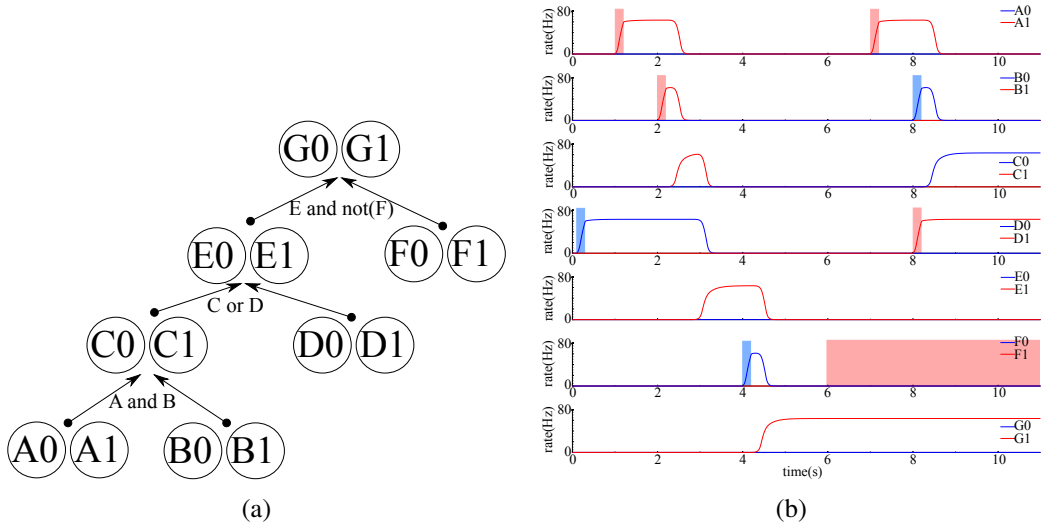 G0 G1
E and not(F)
E0 E1 F0 F1
C or D
C0 C1 D0 D1
A and B
A0 A1 B0 B1
(a)
80
rate(Hz)
0
A0
A1
0 2 4 6 8 10
80
rate(Hz)
0
B0
B1
0 2 4 6 8 10
80
rate(Hz)
0
C0
C1
0 2 4 6 8 10
80
rate(Hz)
0
D0
D1
0 2 4 6 8 10
80
rate(Hz)
0
E0
E1
0 2 4 6 8 10
80
rate(Hz)
0
F0
F1
0 2 4 6 8 10
80
rate(Hz)
0
G0
G1
0 2 4 6 8 10
time(s)
(b)